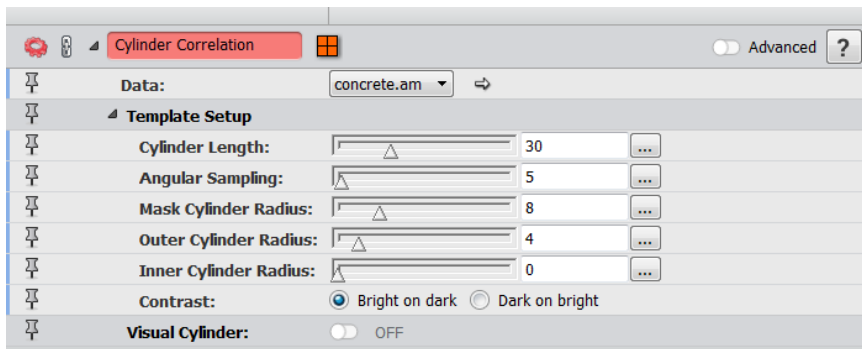 Cylinder Correlation Advanced ?
Data: concrete.am
Template Setup
Cylinder Length: 30 ...
Angular Sampling: 5 ...
Mask Cylinder Radius: 8 ...
Outer Cylinder Radius: 4 ...
Inner Cylinder Radius: 0 ...
Contrast: Bright on dark Dark on bright
Visual Cylinder: OFF